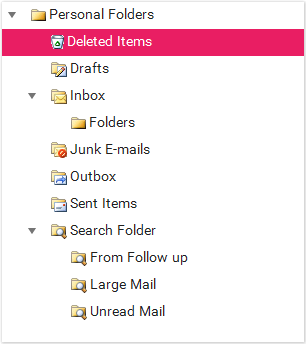 Personal Folders
Deleted Items
Drafts
Inbox
Folders
Junk E-mails
Outbox
Sent Items
Search Folder
From Follow up
Large Mail
Unread Mail